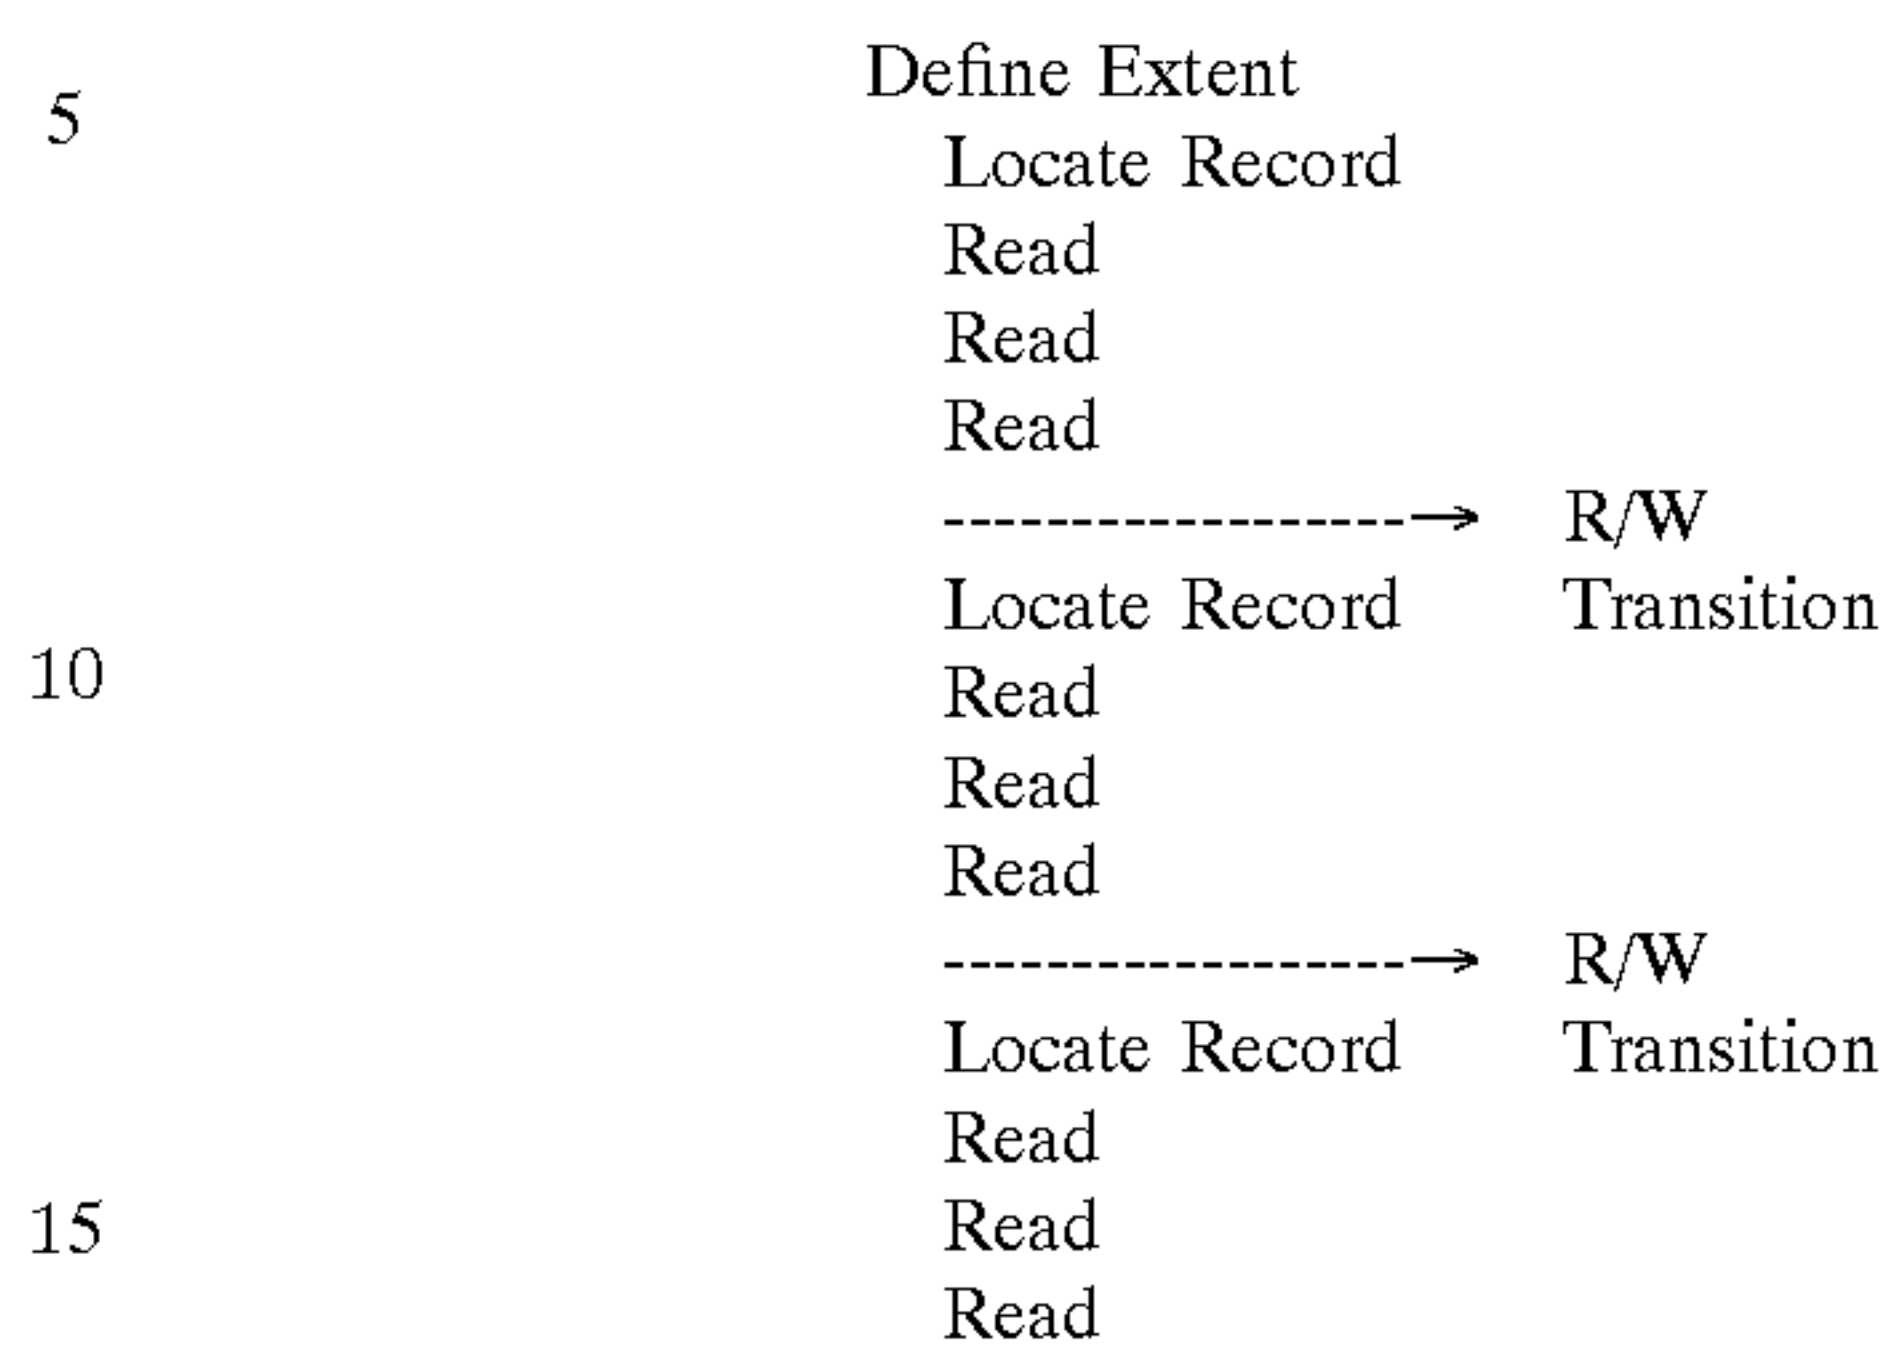 Define Extent
5
Locate Record
Read
Read
Read
------------------→ R/W
Locate Record Transition
10
Read
Read
Read
------------------→ R/W
Locate Record Transition
Read
15
Read
Read